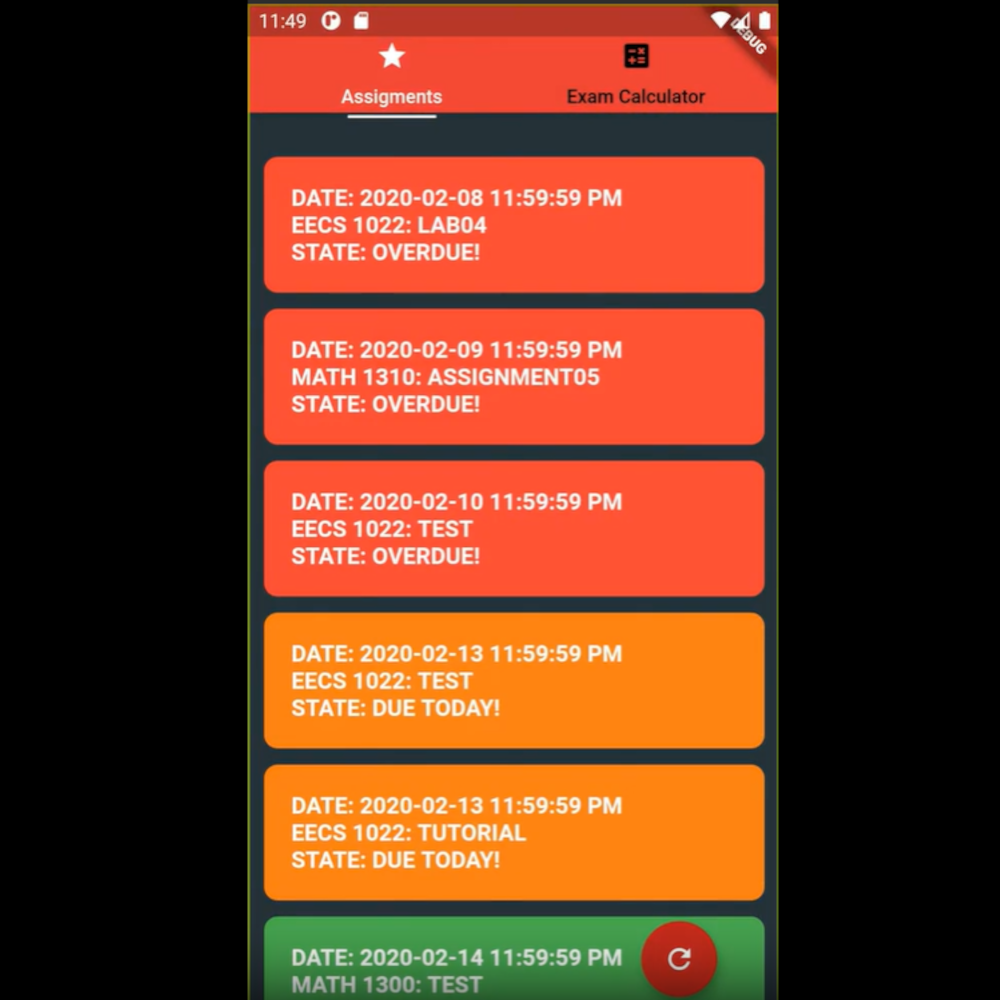 11:49
DEBUG
Assigments
Exam Calculator
DATE: 2020-02-08 11:59:59 PM
EECS 1022: LAB04
STATE: OVERDUE!
DATE: 2020-02-09 11:59:59 PM
MATH 1310: ASSIGNMENT05
STATE: OVERDUE!
DATE: 2020-02-10 11:59:59 PM
EECS 1022: TEST
STATE: OVERDUE!
DATE: 2020-02-13 11:59:59 PM
EECS 1022: TEST
STATE: DUE TODAY!
DATE: 2020-02-13 11:59:59 PM
EECS 1022: TUTORIAL
STATE: DUE TODAY!
DATE: 2020-02-14 11:59:59 PM
MATH 1300: TEST